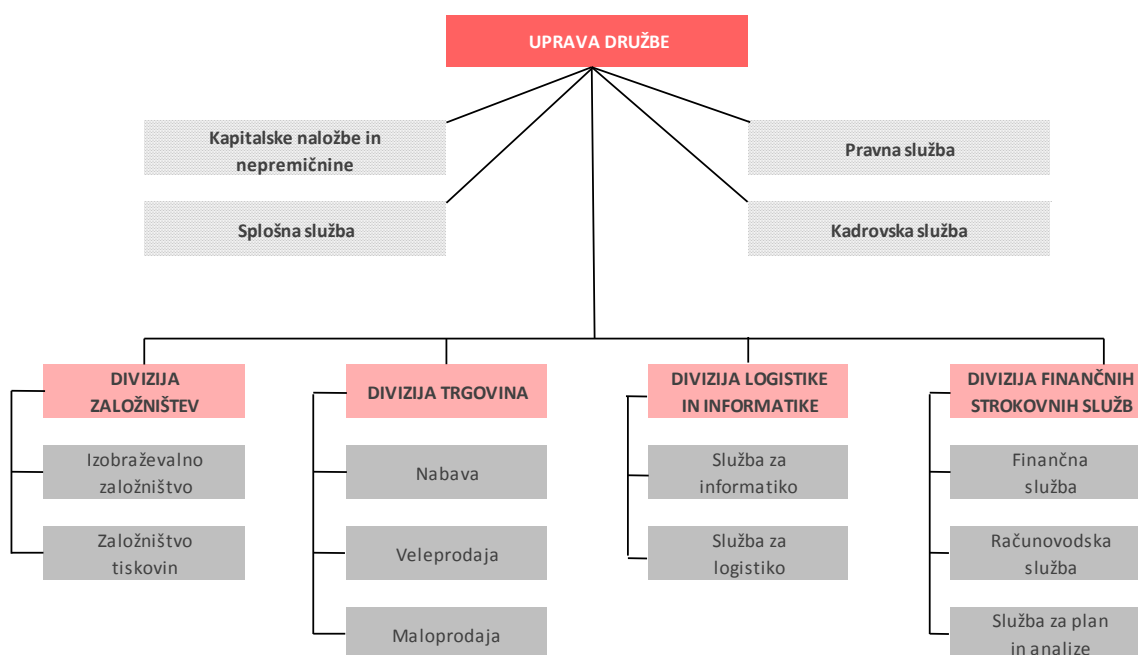 UPRAVA DRUŽBE
Kapitalske naložbe in
nepremičnine
Pravna služba
Splošna služba
Kadrovska služba
DIVIZIJA
ZALOŽNIŠTEV
Izobraževalno
založništvo
Založništvo
tiskovin
DIVIZIJA TRGOVINA
Nabava
Veleprodaja
Maloprodaja
DIVIZIJA LOGISTIKE
IN INFORMATIKE
Služba za
informatiko
Služba za
logistiko
DIVIZIJA FINANČNIH
STROKOVNIH SLUŽB
Finančna
služba
Računovodska
služba
Služba za plan
in analize